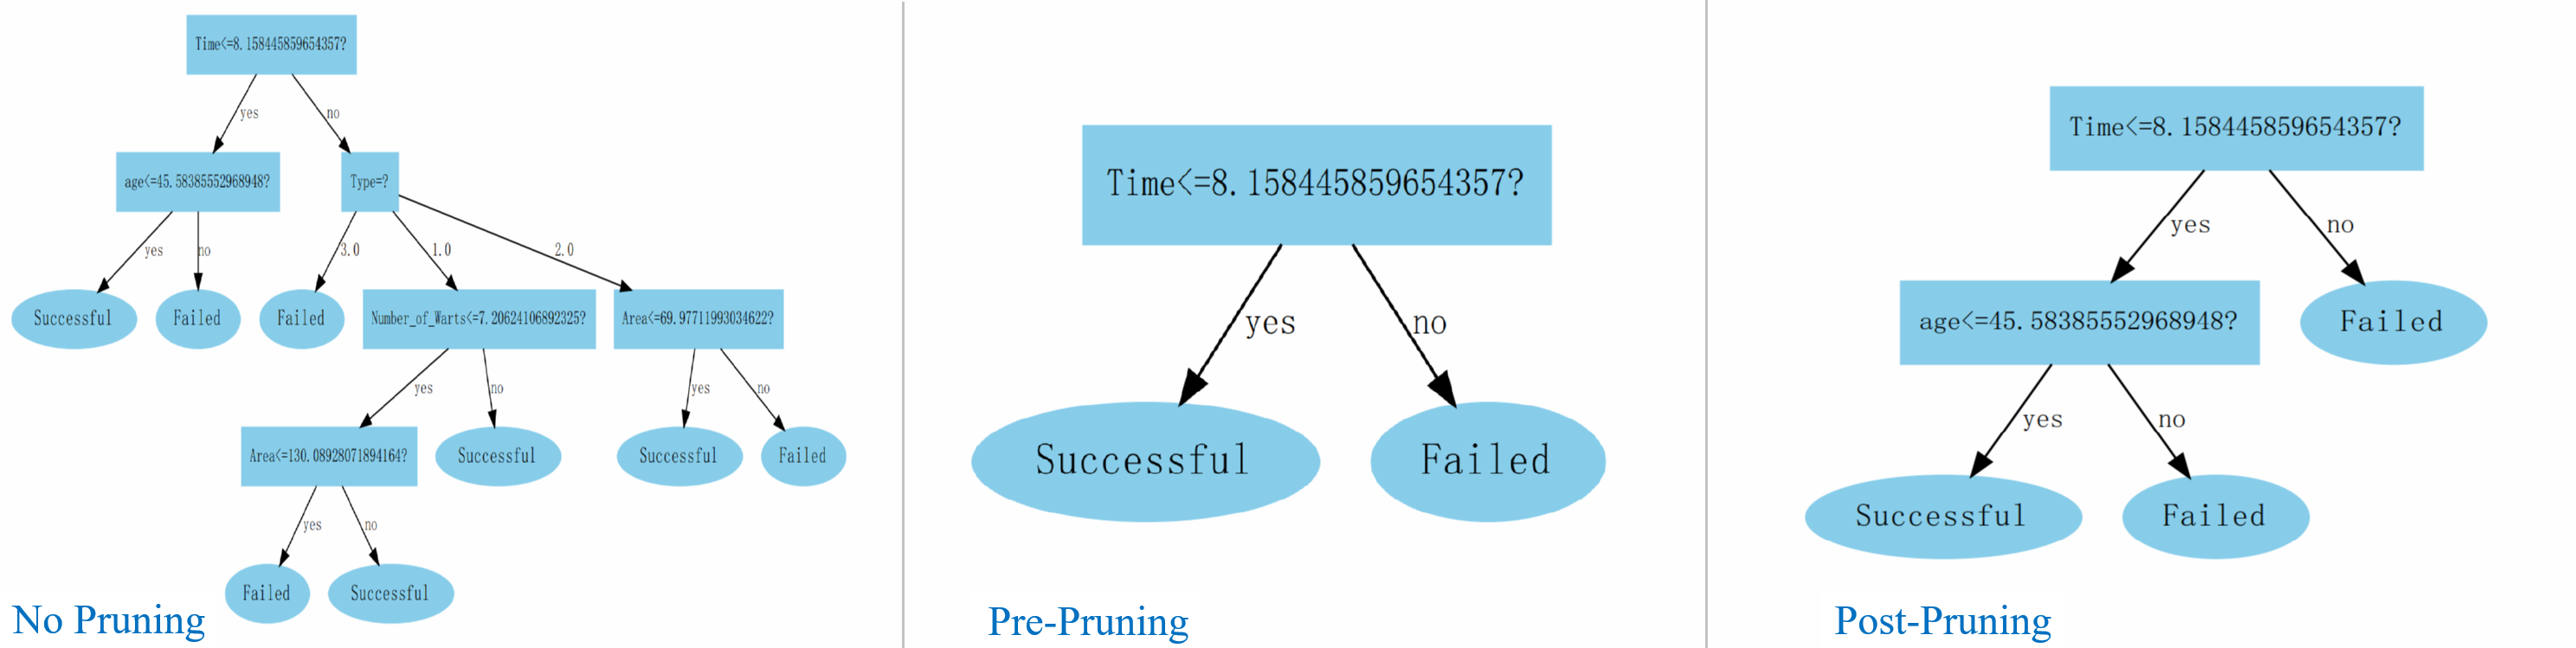 Time<=8.158445859654357?
yes
no
age<=45.58385552968948?
Type=?
yes
no
3.0
1.0
2.0
Successful
Failed
Failed
Number_of_Warts<=7.206241068923​25?
Area<=69.97711993034622?
yes
no
yes
no
Area<=130.08928071894164?
Successful
Successful
Failed
yes
no
Failed
Successful
No Pruning
Time<=8.158445859654357?
yes
no
Successful
Failed
Pre-Pruning
Time<=8.158445859654357?
yes
no
age<=45.58385552968948?
Failed
yes
no
Successful
Failed
Post-Pruning